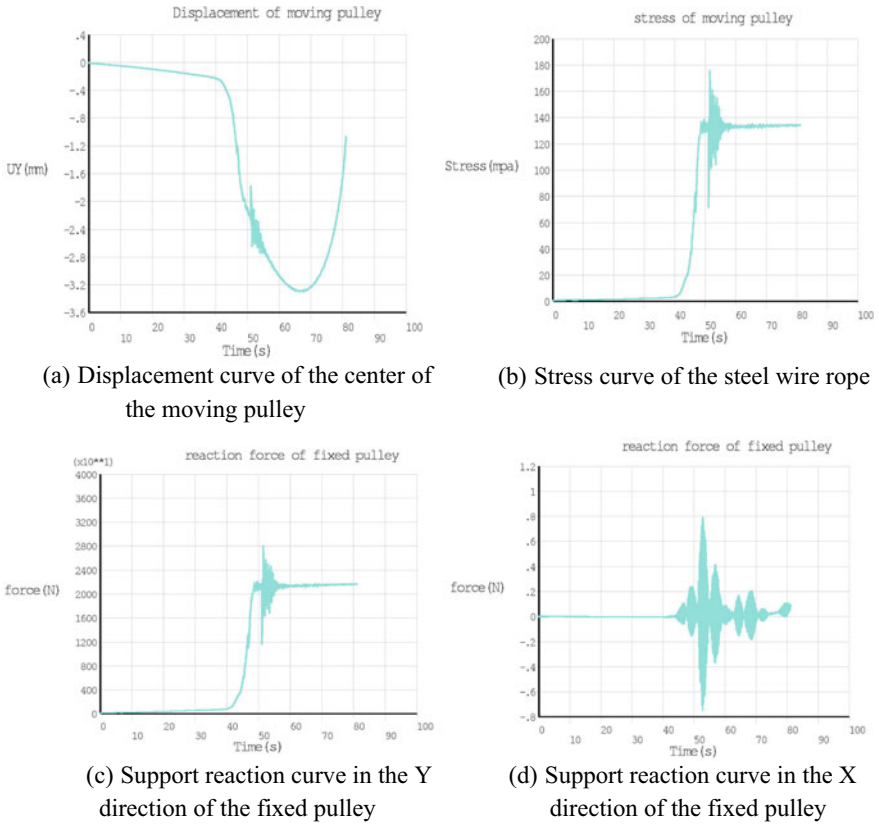 Displacement of moving pulley
.4
0
-.4
-.8
-1.2
-1.6
-2
-2.4
-2.8
-3.2
-3.6
UY(mm)
0 20 40 60 80 100
10 30 50 70 90
Time(s)
(a) Displacement curve of the center of
the moving pulley
stress of moving pulley
200
180
160
140
120
100
80
60
40
20
0
Stress(mpa)
0 10 20 30 40 50 60 70 80 90 100
Time(s)
(b) Stress curve of the steel wire rope
reaction force of fixed pulley
(x10**1)
4000
3600
3200
2800
2400
2000
1600
1200
800
400
0
force(N)
0 20 40 60 80 100
10 30 50 70 90
Time(s)
(c) Support reaction curve in the Y
direction of the fixed pulley
reaction force of fixed pulley
1.2
1
.8
.6
.4
.2
0
-.2
-.4
-.6
-.8
force(N)
0 20 40 60 80 100
10 30 50 70 90
Time(s)
(d) Support reaction curve in the X
direction of the fixed pulley